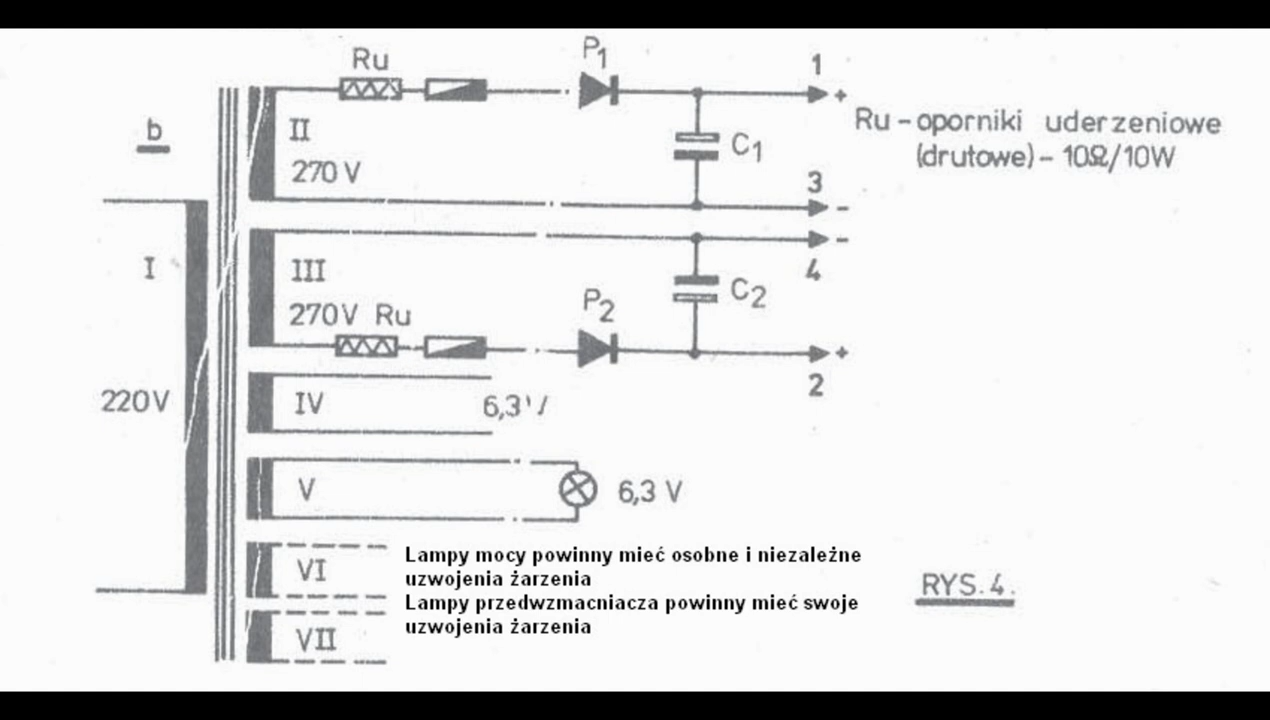 Ru
P1
1
+
b
II
C1
Ru – oporniki uderzeniowe
(drutowe) – 10Ω/10W
270 V
3
–
–
I
III
4
C2
270V Ru
P2
+
2
220V
IV
6,3
V
6,3 V
VI
Lampy mocy powinny mieć osobne i niezależne
uzwojenia żarzenia
Lampy przedwzmacniacza powinny mieć swoje
uzwojenia żarzenia
RYS. 4.
VII